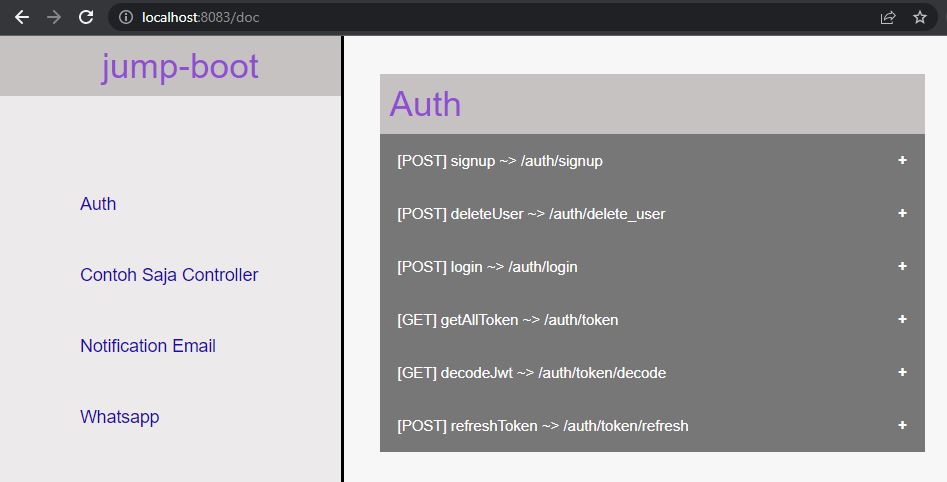 localhost:8083/doc
jump-boot
Auth
Contoh Saja Controller
Notification Email
Whatsapp
Auth
[POST] signup ~> /auth/signup +
[POST] deleteUser ~> /auth/delete_user +
[POST] login ~> /auth/login +
[GET] getAllToken ~> /auth/token +
[GET] decodeJwt ~> /auth/token/decode +
[POST] refreshToken ~> /auth/token/refresh +